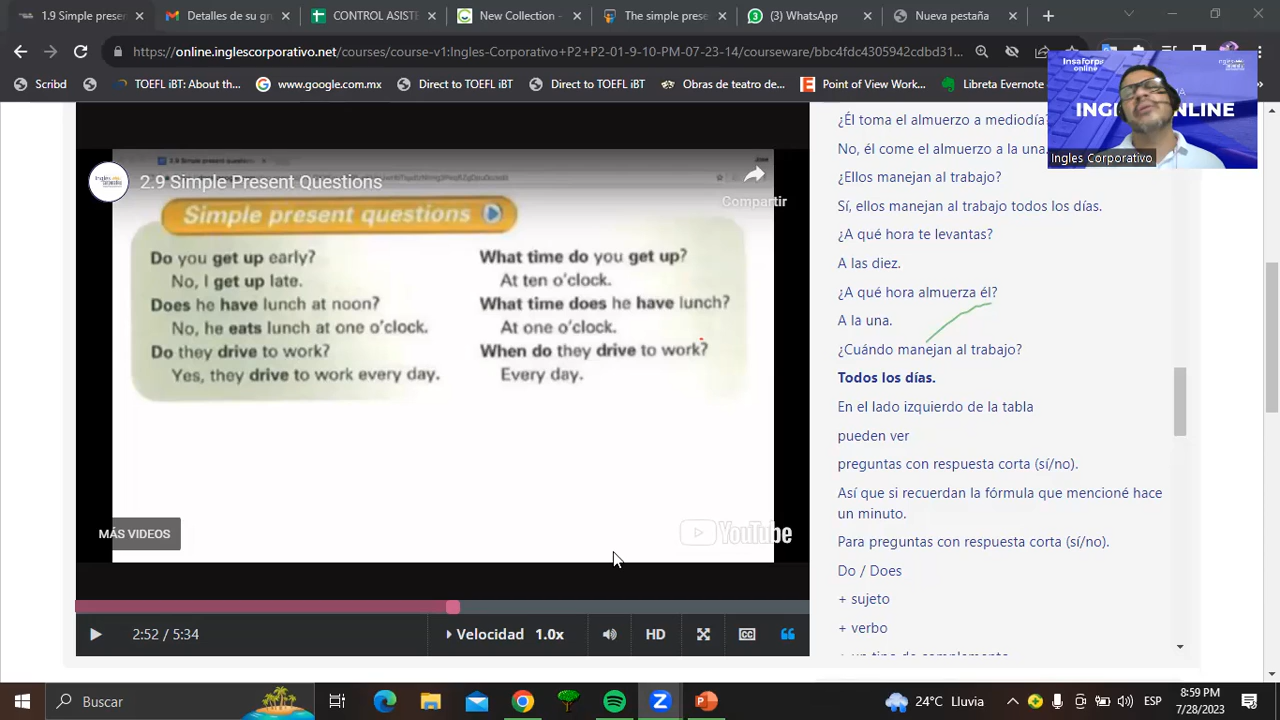 1.9 Simple preser
Detalles de su gr
CONTROL ASIST
New Collection -
The simple prese
(3) WhatsApp
Nueva pestaña
https://online.inglescorporativo.net/courses/course-v1:Ingles-Corporativo+P2+P2-01-9-10-PM-07-23-14/courseware/bbc4fdc4305942cdbd31...
Scribd
TOEFL iBT: About th...
www.google.co
Direct to TOEFL iBT
Direct to TOEFL iBT
Obras de teatro de...
Point of View Work...
Libreta Evernote
Insaforp
online
INGL
ONLINE
Ingles Corporativo
2.9 Simple Present Questions
Compartir
Simple present questions
Do you get up early?
No, I get up late.
Does he have lunch at noon?
No, he eats lunch at one o'clock.
Do they drive to work?
Yes, they drive to work every day.
What time do you get up?
At ten o'clock.
What time does he have lunch?
At one o'clock.
When do they drive to work?
Every day.
MÁS VIDEOS
YouTube
2:52 / 5:34
Velocidad 1.0x
HD
CC
¿Él toma el almuerzo a mediodía?
No, él come el almuerzo a la una.
¿Ellos manejan al trabajo?
Sí, ellos manejan al trabajo todos los días.
¿A qué hora te levantas?
A las diez.
¿A qué hora almuerza él?
A la una.
¿Cuándo manejan al trabajo?
Todos los días.
En el lado izquierdo de la tabla
pueden ver
preguntas con respuesta corta (sí/no).
Así que si recuerdan la fórmula que mencioné hace
un minuto.
Para preguntas con respuesta corta (sí/no).
Do / Does
+ sujeto
+ verbo
+ un tipo de complemento
Buscar
24°C Lluvia
ESP
8:59 PM
7/28/2023